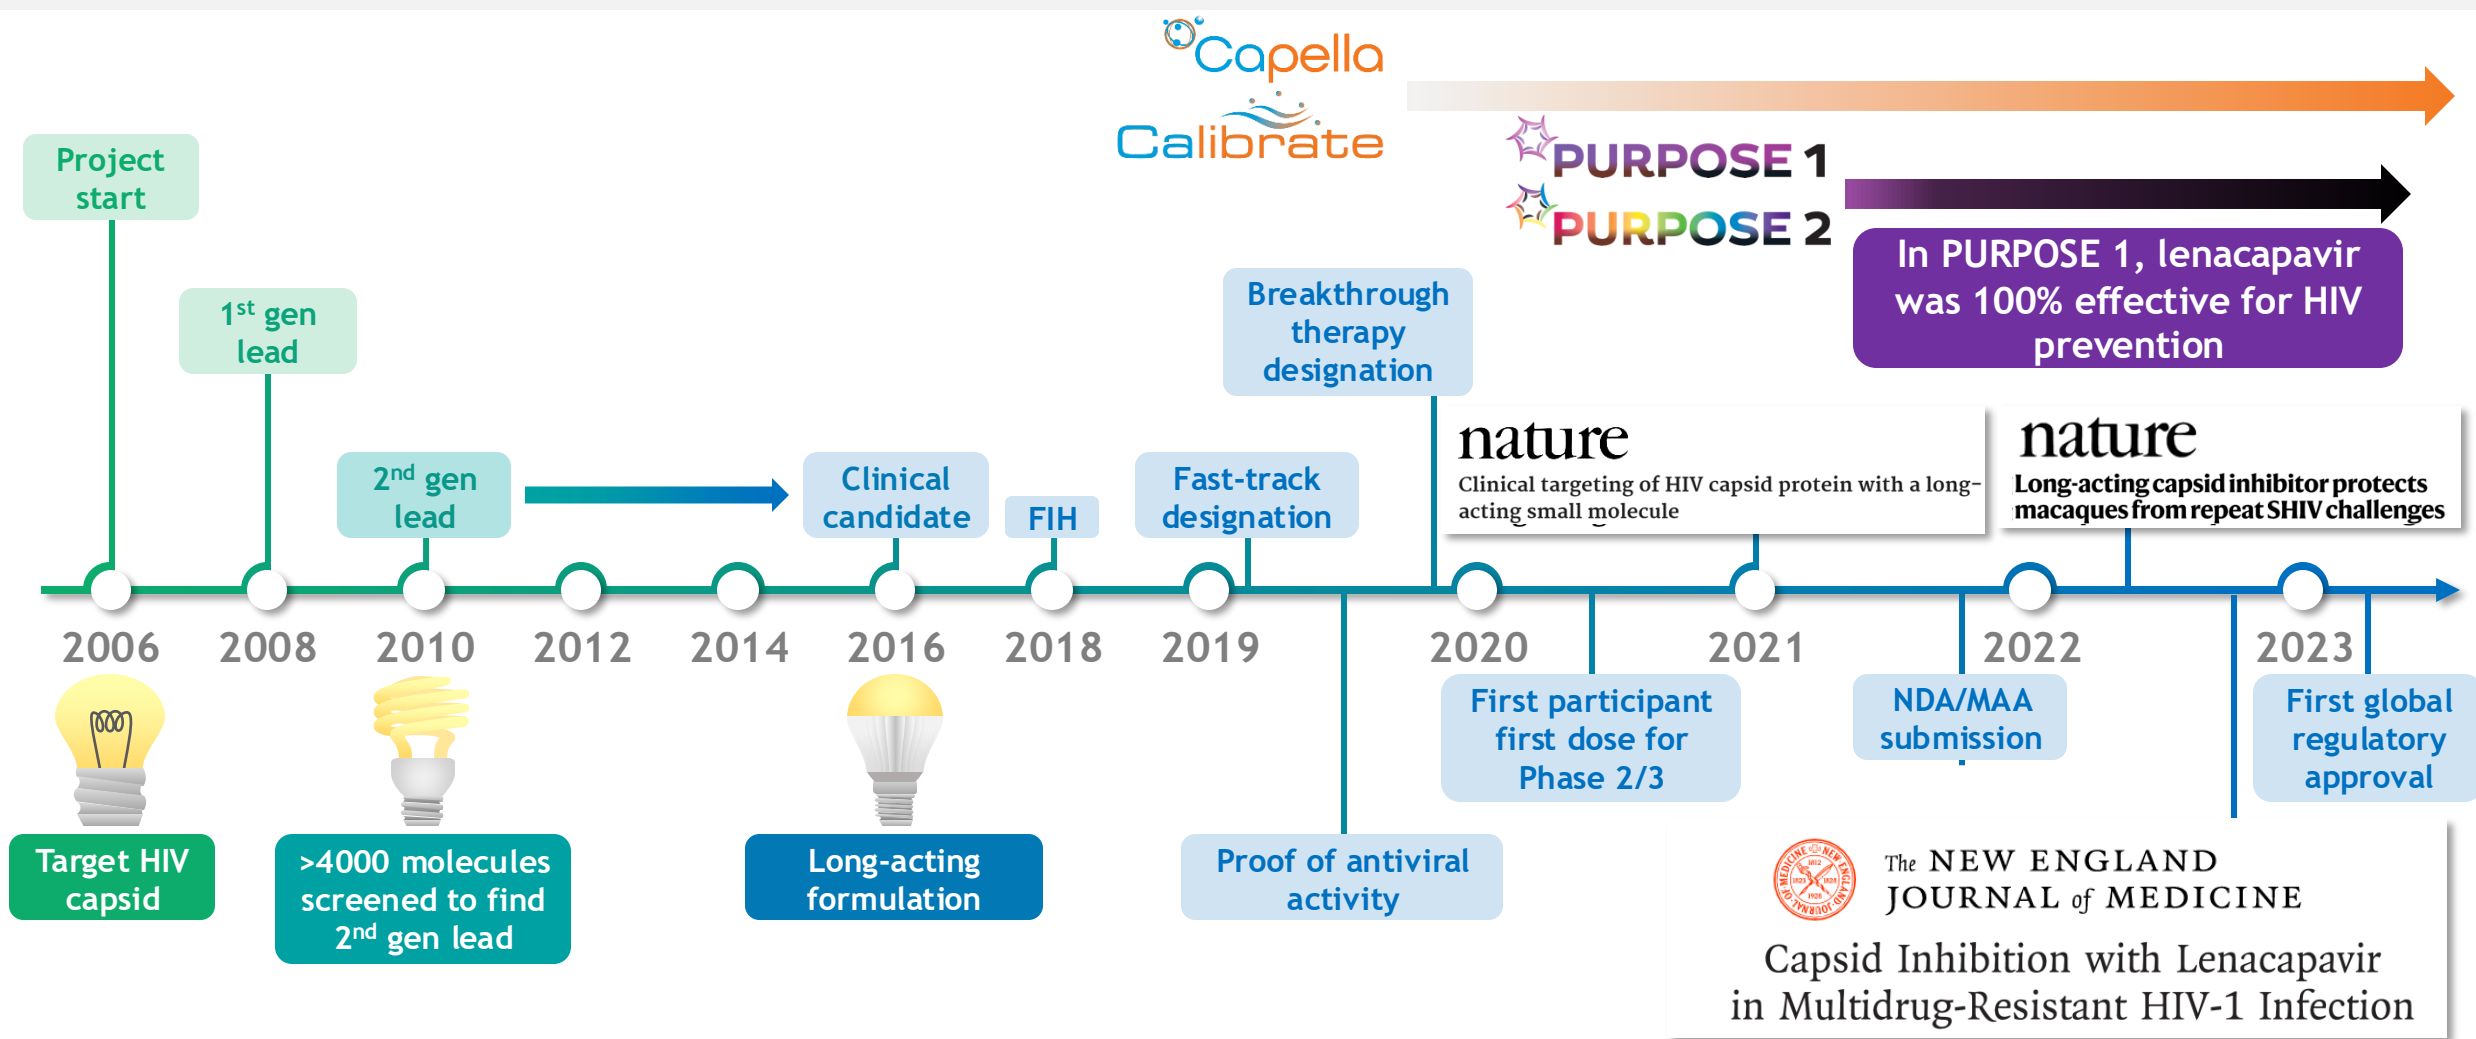 Capella
Calibrate
PURPOSE 1
PURPOSE 2
In PURPOSE 1, lenacapavir
was 100% effective for HIV
prevention
Project
start
1st gen
lead
2nd gen
lead
Clinical
candidate
FIH
Fast-track
designation
Breakthrough
therapy
designation
nature
Clinical targeting of HIV capsid protein with a long-
acting small molecule
nature
Long-acting capsid inhibitor protects
macaques from repeat SHIV challenges
2006
2008
2010
2012
2014
2016
2018
2019
2020
2021
2022
2023
Target HIV
capsid
>4000 molecules
screened to find
2nd gen lead
Long-acting
formulation
Proof of antiviral
activity
First participant
first dose for
Phase 2/3
NDA/MAA
submission
First global
regulatory
approval
The NEW ENGLAND
JOURNAL of MEDICINE
Capsid Inhibition with Lenacapavir
in Multidrug-Resistant HIV-1 Infection